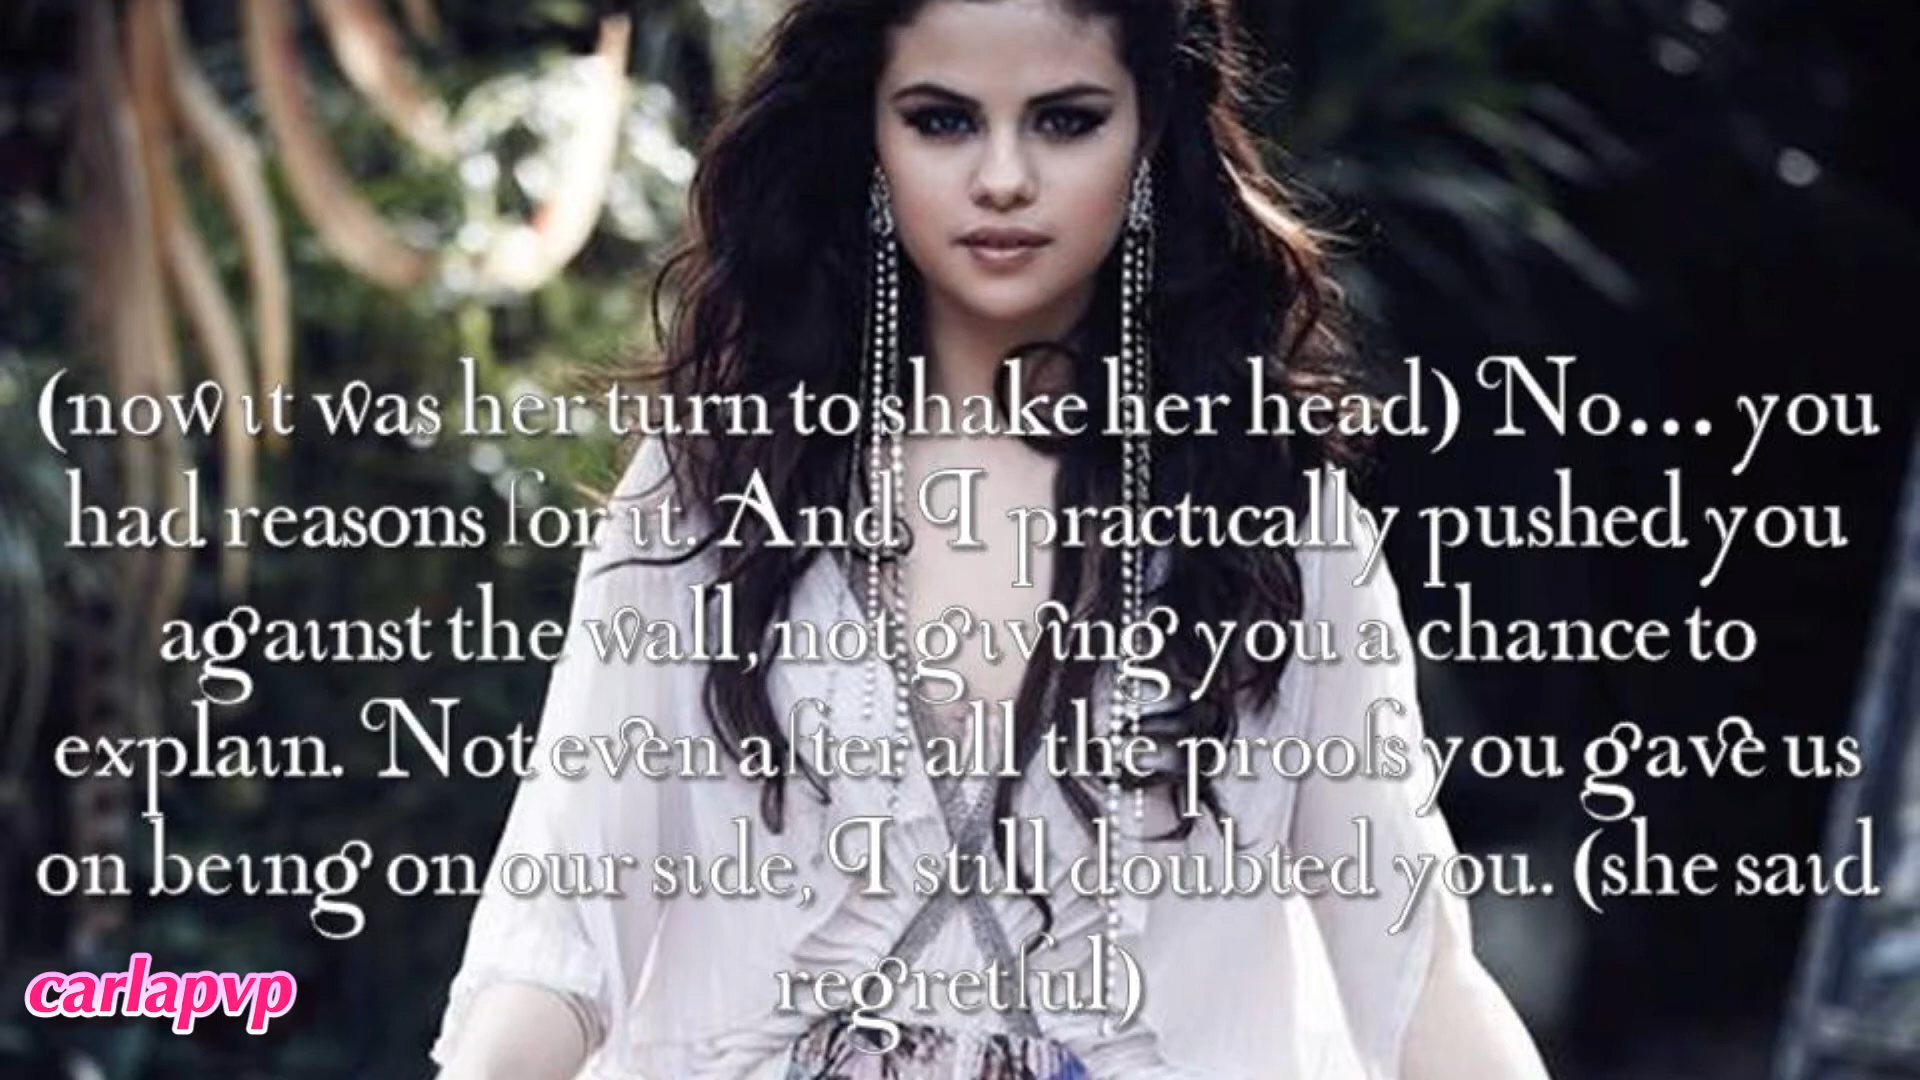 (now it was her turn to shake her head) No... you
had reasons for it. And I practically pushed you
against the wall, not giving you a chance to
explain. Not even after all the proofs you gave us
on being on our side, I still doubted you. (she said
regretful)
carlapvp